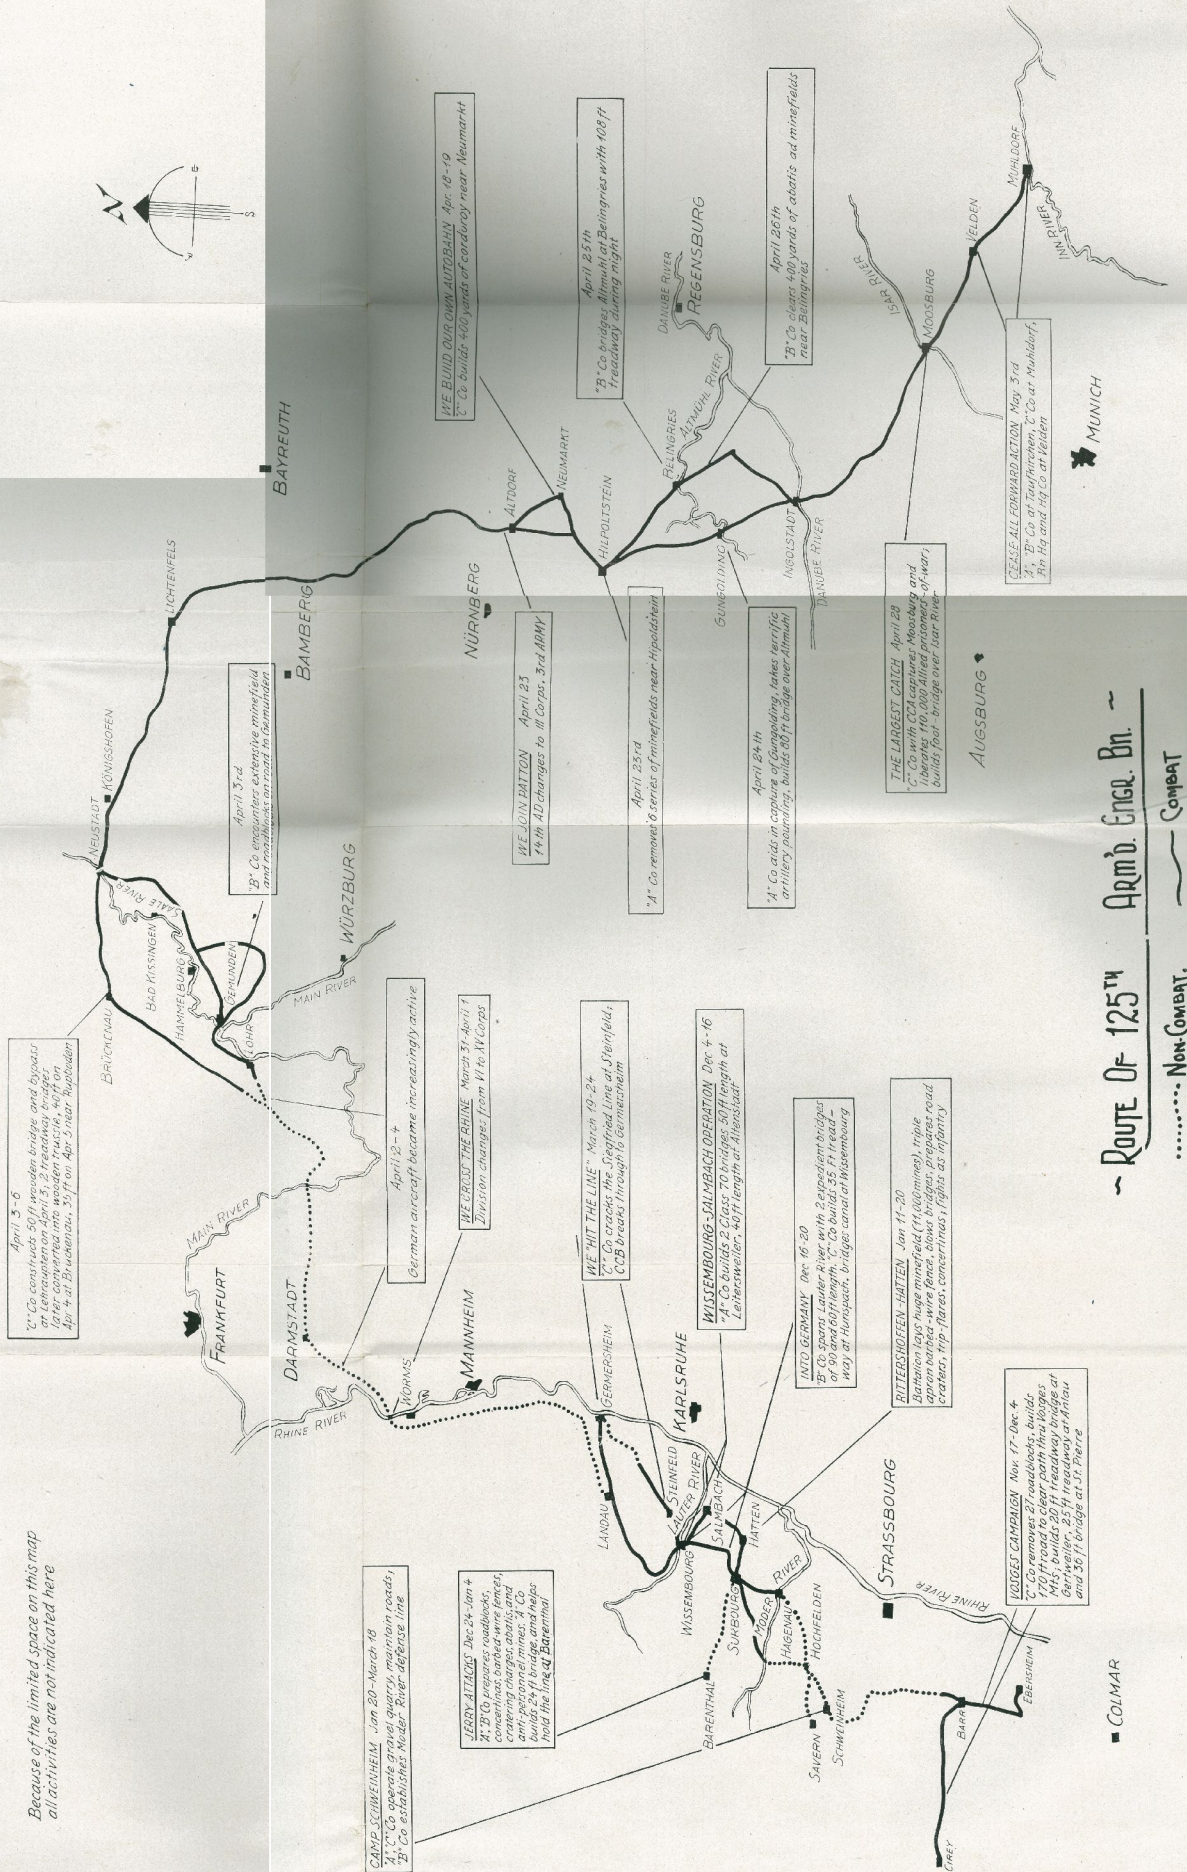 Because of the limited space on this map
all activities are not indicated here
CAMP SCHWEINHEIM Jan 20-March 18
"A", "C" Co operate gravel quarry, maintain roads;
"B" Co establishes Moder River defense line
JERRY ATTACKS Dec 24-Jan 4
"A", "B" Co prepares roadblocks,
concertinas, barbed-wire fences,
cratering charges, abatis, and
anti-personnel mines. "A" Co
builds 24 ft bridge, and helps
hold the line at Barenthal
VOSGES CAMPAIGN Nov. 17-Dec. 4
"C" Co removes 27 roadblocks, builds
170 ft road to clear path thru Vosges
Mts; builds 20 ft treadway bridge at
Gertweiler, 25 ft treadway at Anlau
and 36 ft bridge at St. Pierre
CIREY
BARR
EBERSHEIM
COLMAR
SAVERN
SCHWEINHEIM
HOCHFELDEN
HAGENAU
MODER
RIVER
BARENTHAL
SURBOURG
HATTEN
WISSEMBOURG
SALMBACH
LAUTER RIVER
STEINFELD
LANDAU
GERMERSHEIM
STRASSBOURG
RHINE RIVER
KARLSRUHE
MANNHEIM
WORMS
RHINE RIVER
RITTERSHOFFEN-HATTEN Jan 11-20
Battalion lays huge minefield (11,000 mines), triple
apron barbed-wire fence, blows bridges, prepares road
craters, trip-flares, concertinas; fights as infantry
INTO GERMANY Dec 16-20
"B" Co spans Lauter River with 2 expedient bridges
of 90 and 60 ft length. "C" Co builds 35 Ft tread-
way at Hunspach, bridges canal at Wissembourg
WISSEMBOURG-SALMBACH OPERATION Dec 4-16
"A" Co builds 2 Class 70 bridges 50 ft length at
Leitersweiler, 40 ft length at Altenstadt
WE "HIT THE LINE" March 19-24
"C" Co cracks the Siegfried Line at Steinfeld;
CCB breaks through to Germersheim
WE CROSS THE RHINE March 31-April 1
Division changes from VI to XV Corps
April 2-4
German aircraft became increasingly active
DARMSTADT
FRANKFURT
MAIN RIVER
April 3-6
"C" Co constructs 50 ft wooden bridge and bypass
at Lehraupten on April 3; 2 treadway bridges
later converted into wooden trussle, 40 ft on
Apr 4 at Bruckenau, 35 ft on Apr 5 near Rupboden
BRÜCKENAU
LOHR
GEMUNDEN
HAMMELBURG
BAD KISSINGEN
SAALE RIVER
MAIN RIVER
WÜRZBURG
NEUSTADT
KÖNIGSHOFEN
April 3rd
"B" Co encounters extensive minefield
and roadblocks on road to Gemunden.
LICHTENFELS
BAMBERG
BAYREUTH
NÜRNBERG
ALTDORF
NEUMARKT
HILPOLTSTEIN
WE JOIN PATTON April 23
14th AD changes to III Corps, 3rd ARMY
April 23rd
"A" Co removes 6 series of minefields near Hipoldstein
April 24th
"A" Co aids in capture of Gungolding, takes terrific
artillery pounding, builds 80 ft bridge over Altmuhl
THE LARGEST CATCH April 28
"C" Co with CCA captures Moosburg and
liberates 110,000 Allied prisoners-of-war;
builds foot-bridge over Isar River
WE BUILD OUR OWN AUTOBAHN Apr. 18-19
"C" Co builds 400 yards of corduroy near Neumarkt
April 25th
"B" Co bridges Altmuhl at Belingries with 108 ft
treadway during night
April 26th
"B" Co clears 400 yards of abatis ad minefields
near Belingries
BELINGRIES
ALTMÜHL RIVER
GUNGOLDING
INGOLSTADT
DANUBE RIVER
DANUBE RIVER
REGENSBURG
ISAR RIVER
MOOSBURG
VELDEN
MUHLDORF
INN RIVER
AUGSBURG
MUNICH
CEASE ALL FORWARD ACTION May 3rd
"A", "B" Co at Taufkirchen, "C" Co at Muhldorf,
Bn Hq and Hq Co at Velden
N
E
S
W
~ ROUTE OF 125TH ARM'D. ENGR. Bn. ~
........ NON-COMBAT.
COMBAT